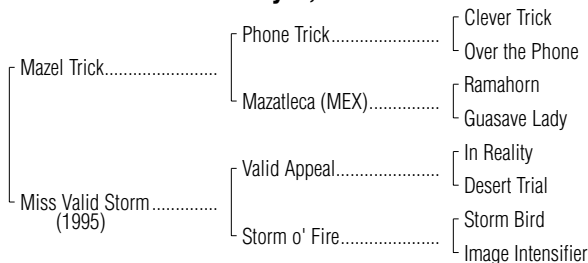 Clever Trick
Phone Trick........................
Over the Phone
Mazel Trick........................
Ramahorn
Mazatleca (MEX)...............
Guasave Lady
In Reality
Valid Appeal.......................
Desert Trial
Miss Valid Storm..............
(1995)
Storm Bird
Storm o' Fire.....................
Image Intensifier